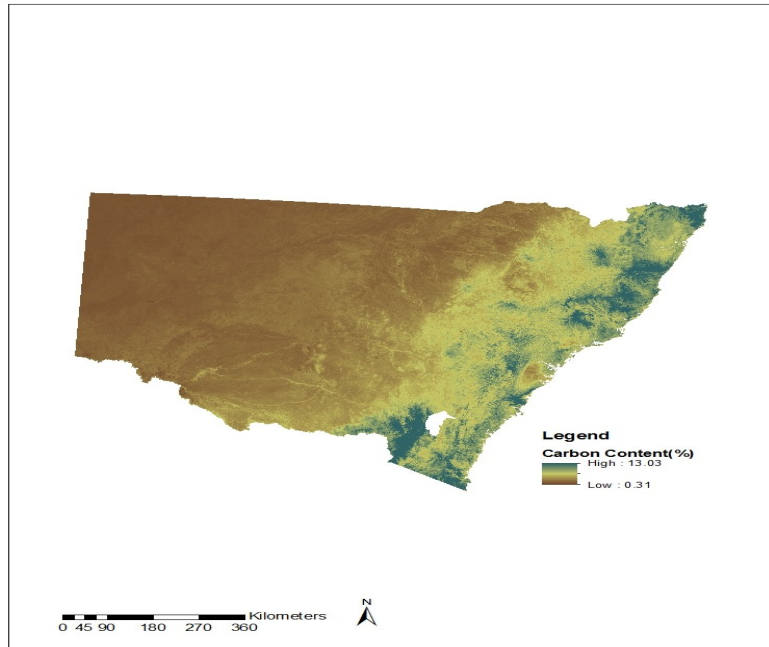 Legend
Carbon Content(%)
High : 13.03
Low : 0.31
N
Kilometers
0 45 90 180 270 360